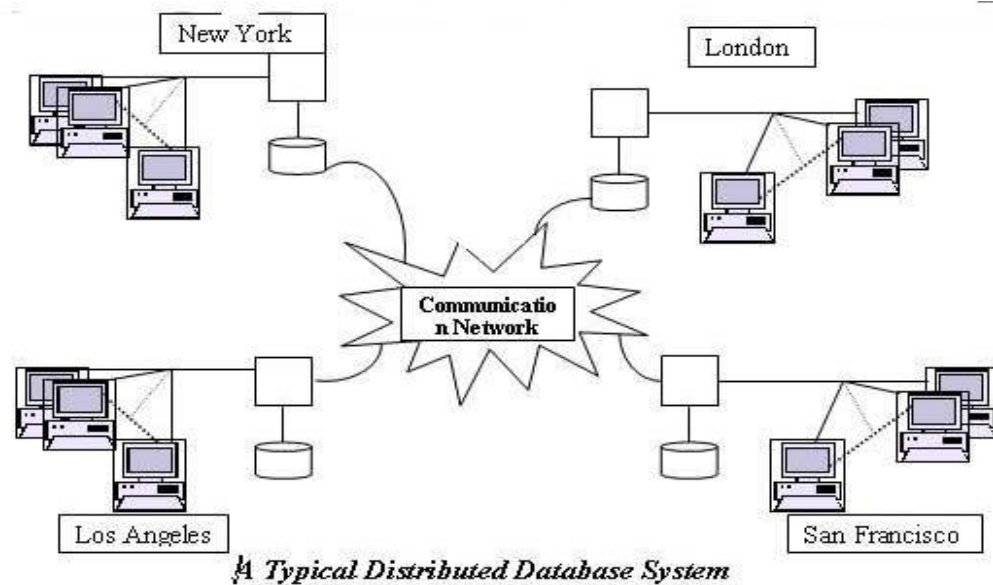 New York
London
Communicatio
n Network
Los Angeles
San Francisco
A Typical Distributed Database System